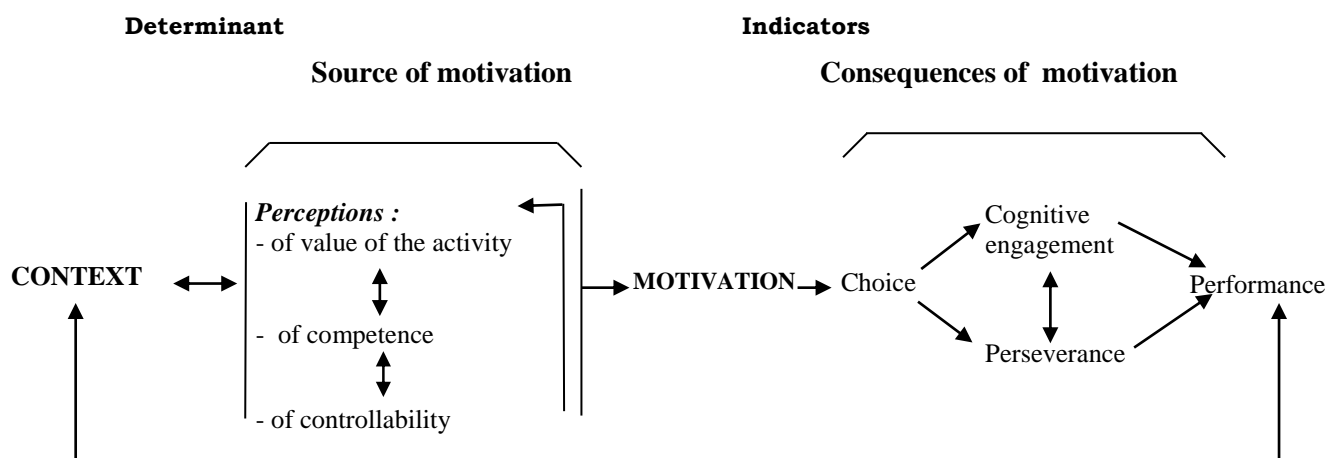 Determinant
Indicators
Source of motivation
Consequences of motivation
Perceptions :
- of value of the activity
- of competence
- of controllability
CONTEXT
MOTIVATION
Choice
Cognitive
engagement
Perseverance
Performance